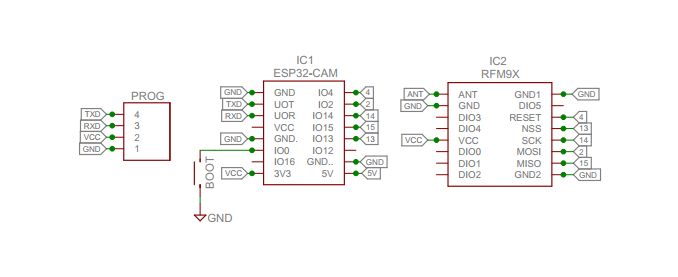 PROG
TXD 4
RXD 3
VCC 2
GND 1
IC1
ESP32-CAM
GND GND IO4 4
TXD UOT IO2 2
RXD UOR IO14 14
VCC IO15 15
GND GND. IO13 13
IO0 IO12
IO16 GND.. GND
VCC 3V3 5V 5V
BOOT
GND
IC2
RFM9X
ANT ANT GND1 GND
GND GND DIO5
DIO3 RESET 4
DIO4 NSS 13
VCC VCC SCK 14
DIO0 MOSI 2
DIO1 MISO 15
DIO2 GND2 GND